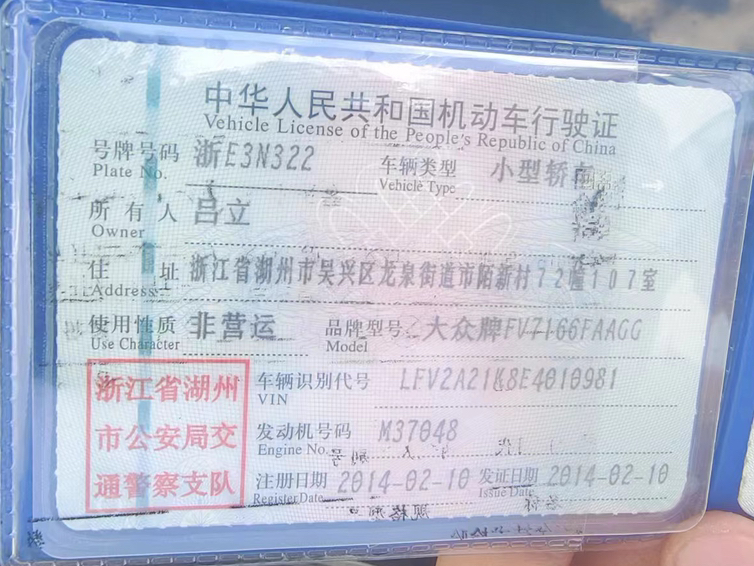 中华人民共和国机动车行驶证
Vehicle License of the People's Republic of China
号牌号码 浙E3N322 车辆类型 小型轿车
Plate No. Vehicle Type
所有人 吕立
Owner
住址 浙江省湖州市吴兴区龙泉街道市陌新村72幢107室
Address
使用性质 非营运 品牌型号 大众牌FV7166FAAGG
Use Character Model
浙江省湖州
市公安局交
通警察支队
车辆识别代号 LFV2A21K8E4010981
VIN
发动机号码 M37048
Engine No.
注册日期 2014-02-10 发证日期 2014-02-10
Register Date Issue Date